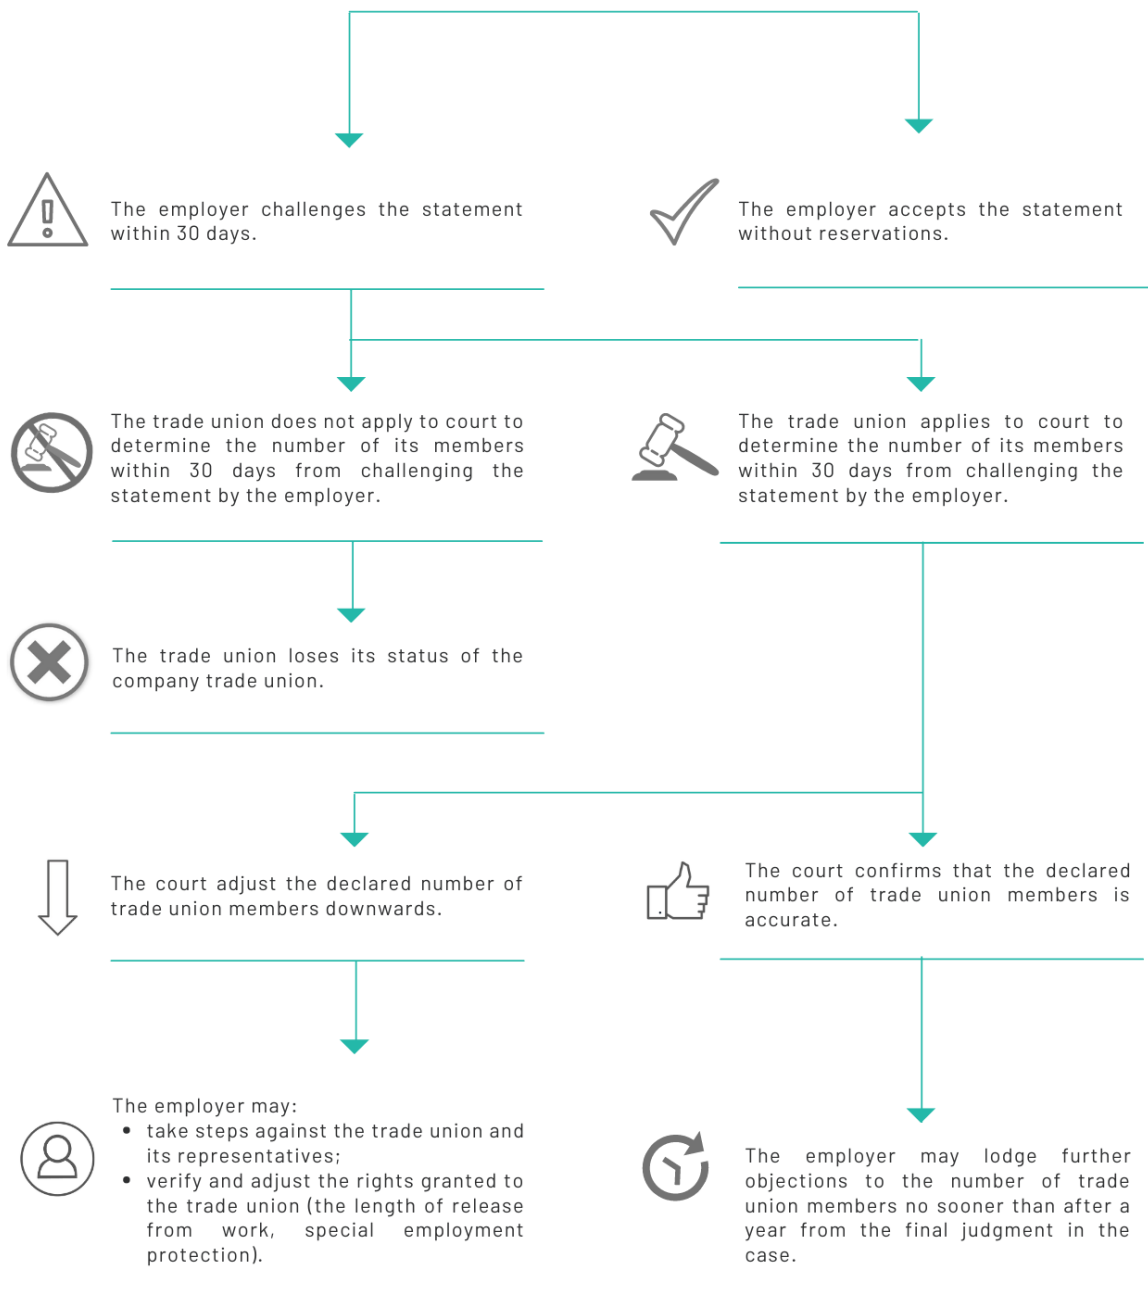 The employer challenges the statement
within 30 days.
The employer accepts the statement
without reservations.
The trade union does not apply to court to
determine the number of its members
within 30 days from challenging the
statement by the employer.
The trade union applies to court to
determine the number of its members
within 30 days from challenging the
statement by the employer.
The trade union loses its status of the
company trade union.
The court adjust the declared number of
trade union members downwards.
The court confirms that the declared
number of trade union members is
accurate.
The employer may:
• take steps against the trade union and
its representatives;
• verify and adjust the rights granted to
the trade union (the length of release
from work, special employment
protection).
The employer may lodge further
objections to the number of trade
union members no sooner than after a
year from the final judgment in the
case.